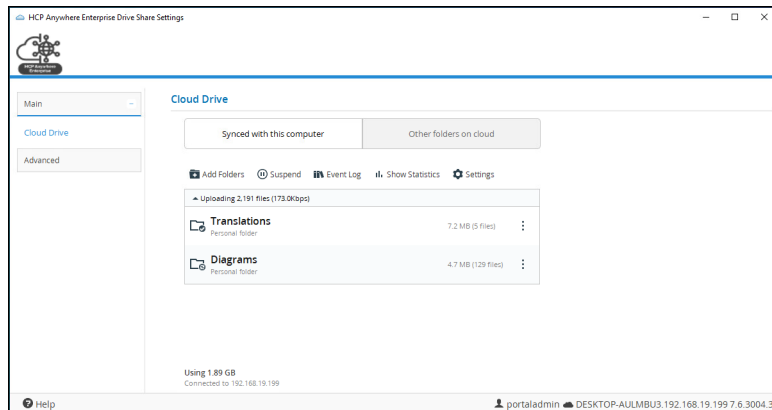 HCP Anywhere Enterprise Drive Share Settings
HCP Anywhere
Enterprise
Main
Cloud Drive
Advanced
Cloud Drive
Synced with this computer
Other folders on cloud
Add Folders
Suspend
Event Log
Show Statistics
Settings
Uploading 2,191 files (173.0Kbps)
Translations
Personal folder
7.2 MB (5 files)
Diagrams
Personal folder
4.7 MB (129 files)
Using 1.89 GB
Connected to 192.168.19.199
Help
portaladmin DESKTOP-AULMBU3.192.168.19.199 7.6.3004.3